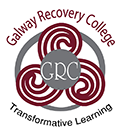 Galway Recovery College
GRC
Transformative Learning